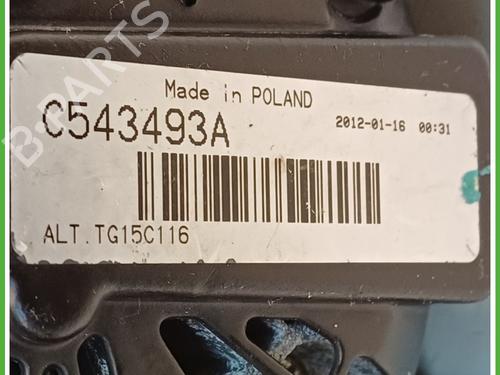 Made in POLAND
C543493A
2012-01-16 00:31
ALT.TG15C116
B-PARTS